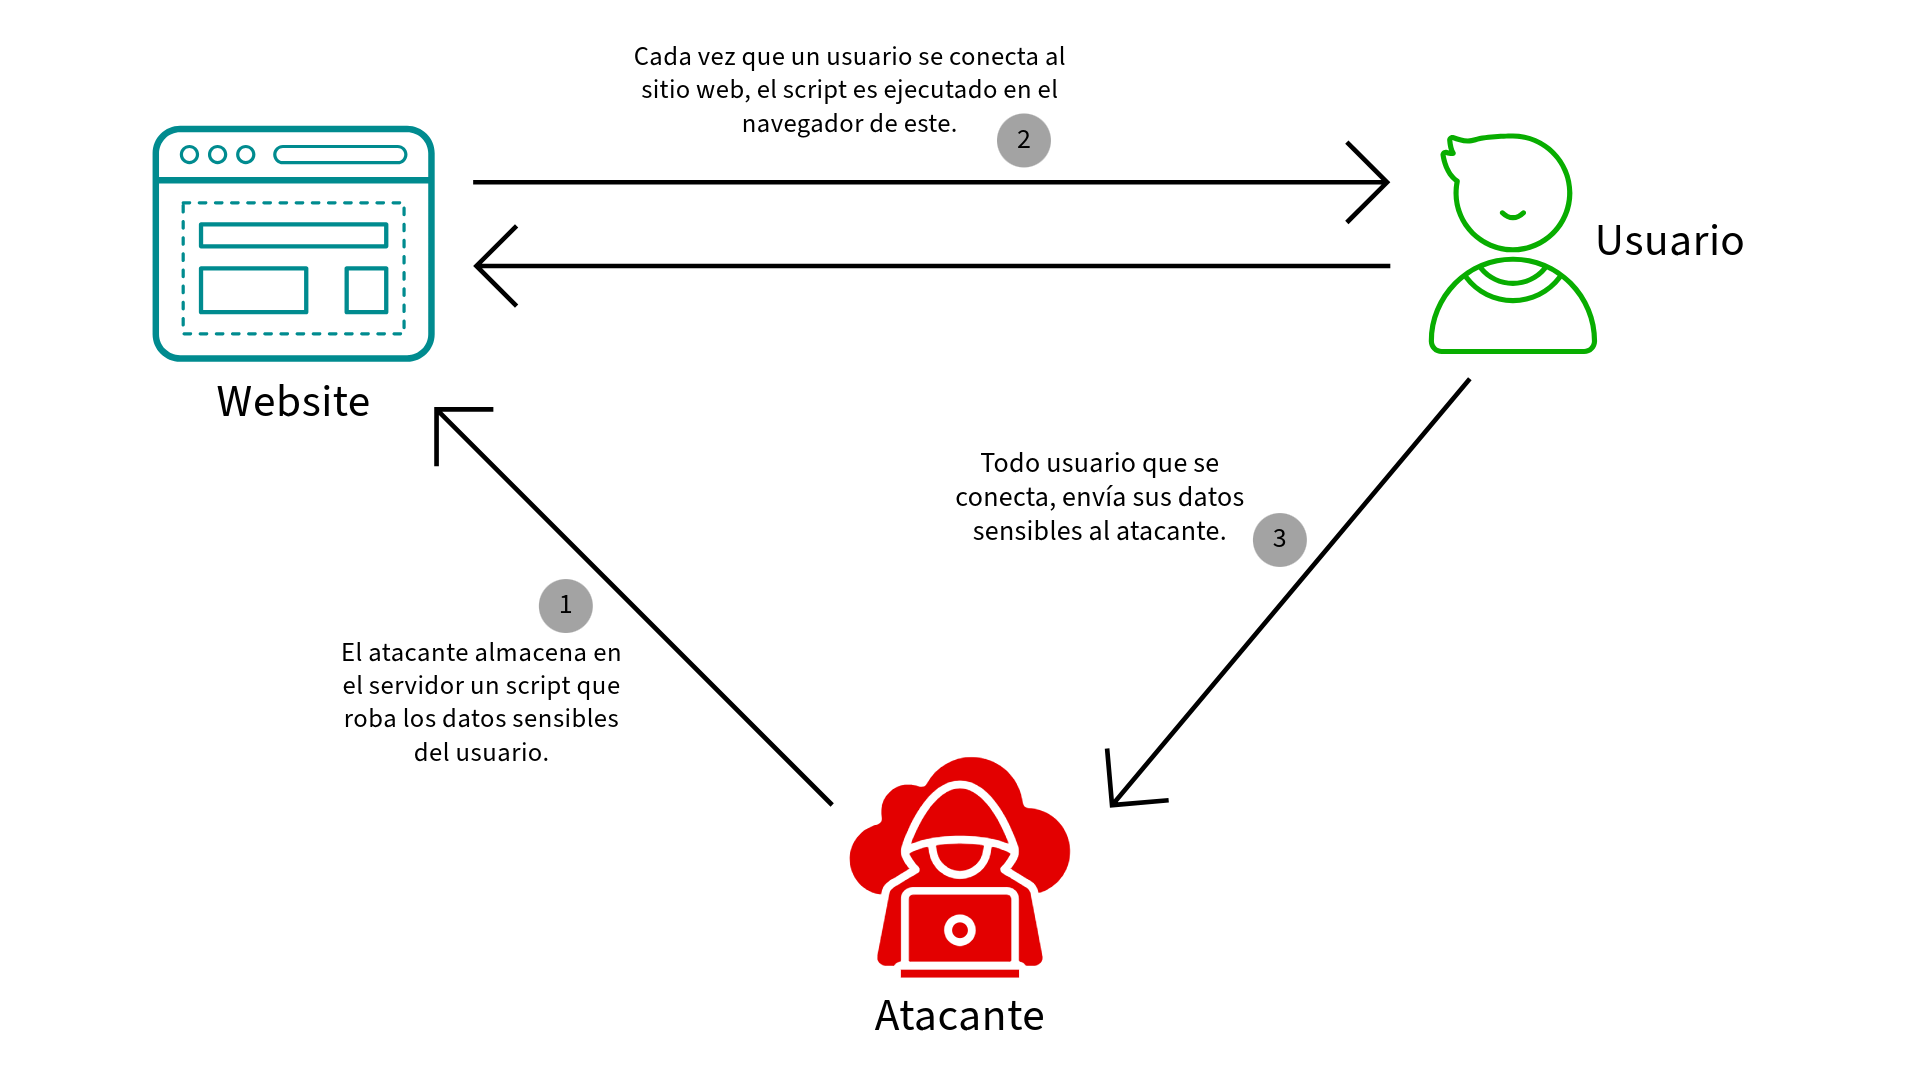 Cada vez que un usuario se conecta al
sitio web, el script es ejecutado en el
navegador de este.
2
Usuario
Website
Todo usuario que se
conecta, envía sus datos
sensibles al atacante.
3
1
El atacante almacena en
el servidor un script que
roba los datos sensibles
del usuario.
Atacante